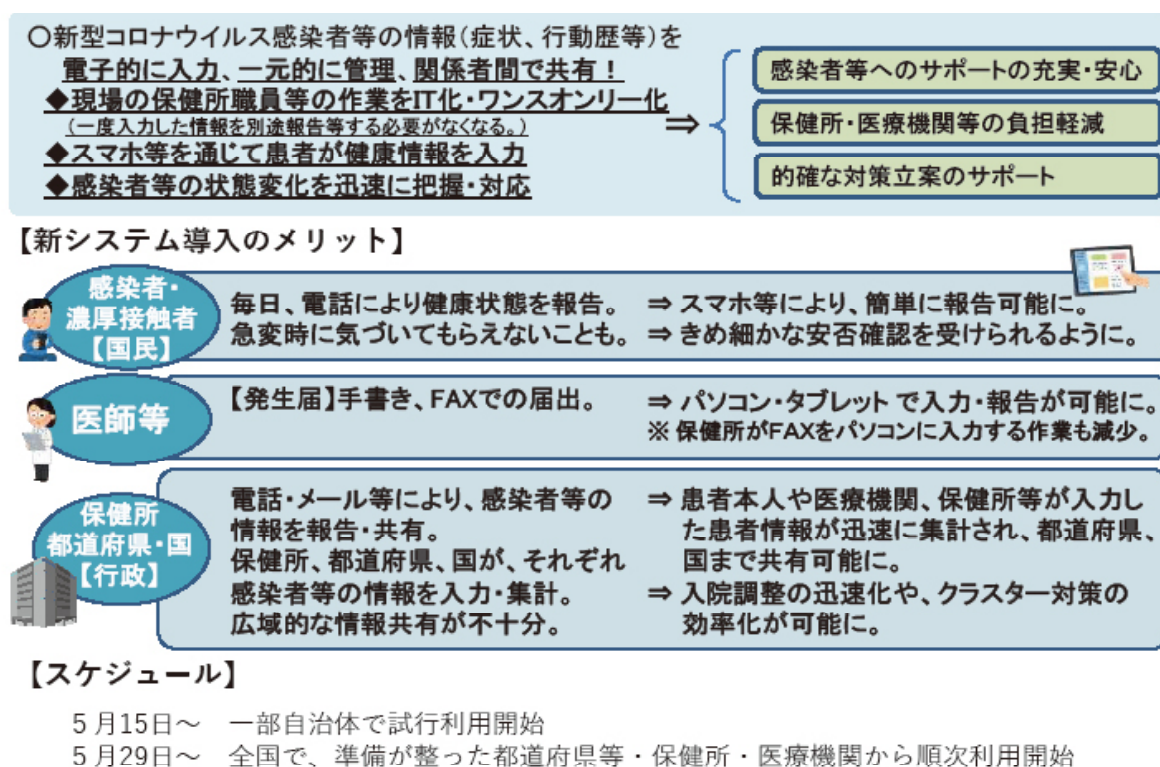 〇新型コロナウイルス感染者等の情報（症状、行動歴等）を
電子的に入力、一元的に管理、関係者間で共有！
◆現場の保健所職員等の作業をIT化・ワンスオンリー化
（一度入力した情報を別途報告等する必要がなくなる。）
◆スマホ等を通じて患者が健康情報を入力
◆感染者等の状態変化を迅速に把握・対応
⇒
感染者等へのサポートの充実・安心
保健所・医療機関等の負担軽減
的確な対策立案のサポート
【新システム導入のメリット】
感染者・
濃厚接触者
【国民】
毎日、電話により健康状態を報告。
急変時に気づいてもらえないことも。
⇒ スマホ等により、簡単に報告可能に。
⇒ きめ細かな安否確認を受けられるように。
医師等
【発生届】手書き、FAXでの届出。
⇒ パソコン・タブレット で入力・報告が可能に。
※ 保健所がFAXをパソコンに入力する作業も減少。
保健所
都道府県・国
【行政】
電話・メール等により、感染者等の
情報を報告・共有。
保健所、都道府県、国が、それぞれ
感染者等の情報を入力・集計。
広域的な情報共有が不十分。
⇒ 患者本人や医療機関、保健所等が入力し
た患者情報が迅速に集計され、都道府県、
国まで共有可能に。
⇒ 入院調整の迅速化や、クラスター対策の
効率化が可能に。
【スケジュール】
５月15日～　一部自治体で試行利用開始
５月29日～　全国で、準備が整った都道府県等・保健所・医療機関から順次利用開始